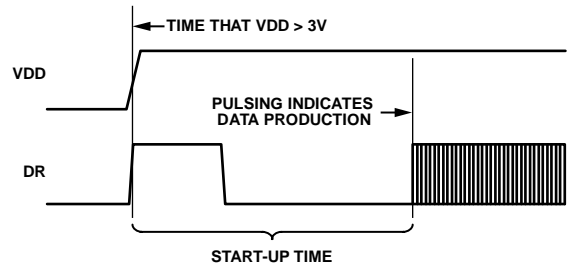 TIME THAT VDD > 3V
VDD
PULSING INDICATES
DATA PRODUCTION
DR
START-UP TIME